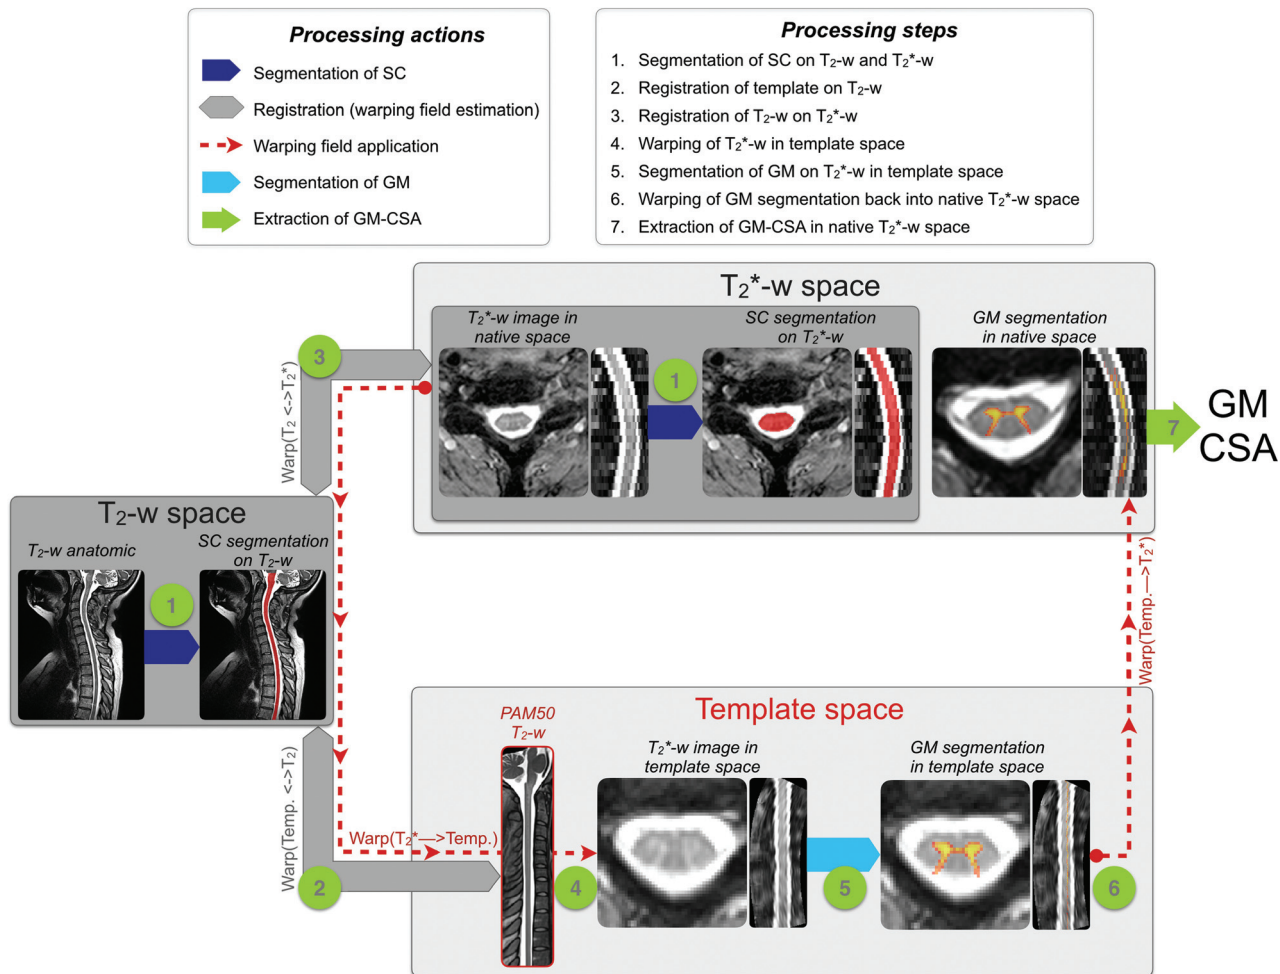 Processing actions
Segmentation of SC
Registration (warping field estimation)
Warping field application
Segmentation of GM
Extraction of GM-CSA
Processing steps
1. Segmentation of SC on T₂-w and T₂*-w
2. Registration of template on T₂-w
3. Registration of T₂-w on T₂*-w
4. Warping of T₂*-w in template space
5. Segmentation of GM on T₂*-w in template space
6. Warping of GM segmentation back into native T₂*-w space
7. Extraction of GM-CSA in native T₂*-w space
T₂*-w space
T₂*-w image in
native space
SC segmentation
on T₂*-w
GM segmentation
in native space
3
1
7
GM
CSA
Warp(T₂ <->T₂*)
T₂-w space
T₂-w anatomic
SC segmentation
on T₂-w
1
Warp(Temp.—>T₂*)
Template space
PAM50
T₂-w
T₂*-w image in
template space
GM segmentation
in template space
Warp(Temp. <->T₂)
Warp(T₂*—>Temp.)
2
4
5
6